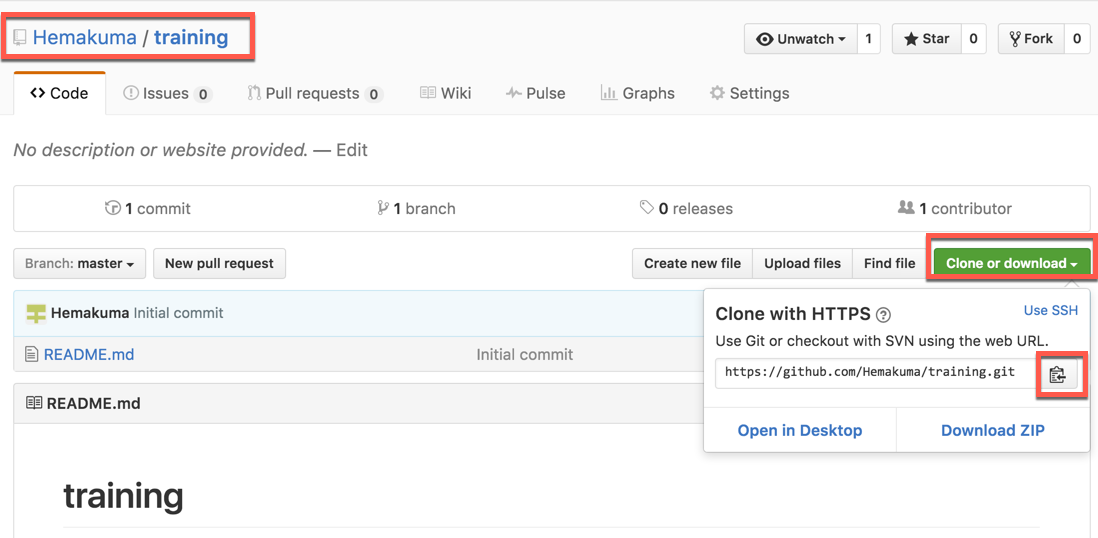 Hemakuma / training
Unwatch 1 Star 0 Fork 0
Code Issues 0 Pull requests 0 Wiki Pulse Graphs Settings
No description or website provided. — Edit
1 commit 1 branch 0 releases 1 contributor
Branch: master New pull request Create new file Upload files Find file Clone or download
Hemakuma Initial commit
README.md Initial commit
README.md
training
Clone with HTTPS ? Use SSH
Use Git or checkout with SVN using the web URL.
https://github.com/Hemakuma/training.git
Open in Desktop Download ZIP